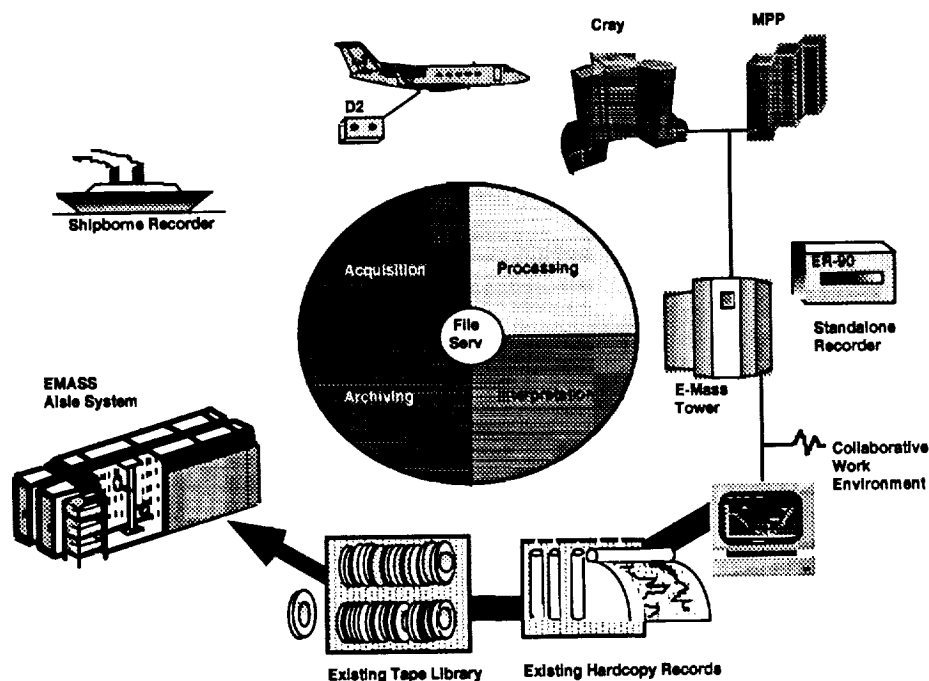 Cray
MPP
D2
Shipborne Recorder
Acquisition
Processing
ER-90
File
Serv
Standalone
Recorder
EMASS
Aisle System
Archiving
Interpretation
E-Mass
Tower
Collaborative
Work
Environment
Existing Tape Library
Existing Hardcopy Records